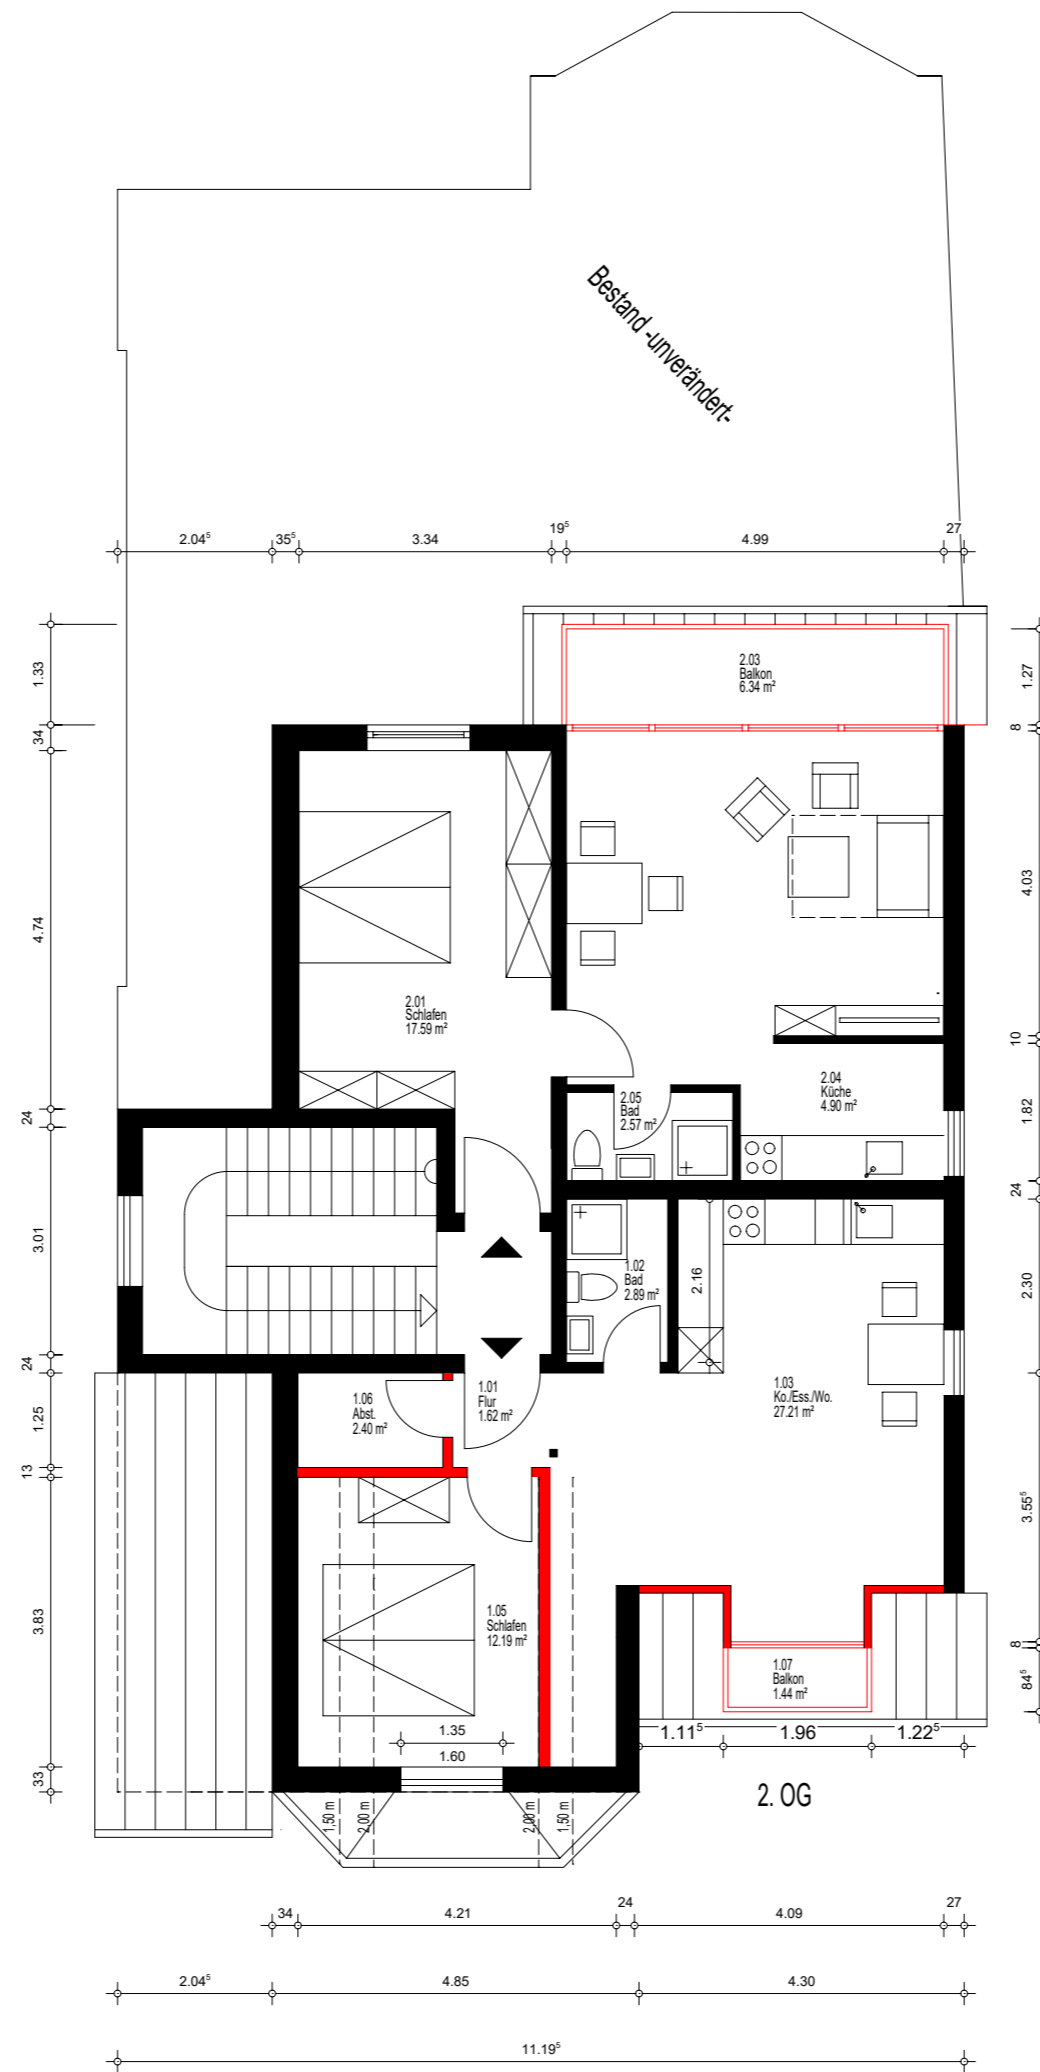 Bestand -unverändert-
2.04⁵
35⁵
3.34
19⁵
4.99
27
1.33
34
4.74
24
3.01
24
1.25
13
3.83
33
1.27
8
4.03
10
1.82
24
2.30
3.55⁵
8
84⁵
2.03
Balkon
6.34 m²
2.01
Schlafen
17.59 m²
2.04
Küche
4.90 m²
2.05
Bad
2.57 m²
1.02
Bad
2.89 m²
2.16
1.03
Ko./Ess./Wo.
27.21 m²
1.06
Abst.
2.40 m²
1.01
Flur
1.62 m²
1.05
Schlafen
12.19 m²
1.07
Balkon
1.44 m²
1.35
1.60
1.11⁵
1.96
1.22⁵
1,50 m
2,00 m
2,00 m
1,50 m
2. OG
34
4.21
24
4.09
27
2.04⁵
4.85
4.30
11.19⁵